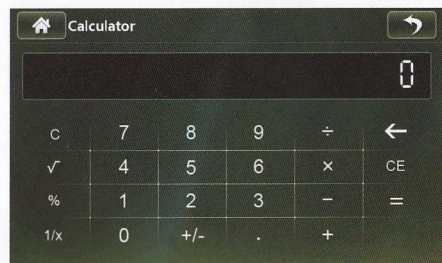 Calculator
0
C 7 8 9 ÷ ←
√ 4 5 6 × CE
% 1 2 3 − =
1/x 0 +/- . +